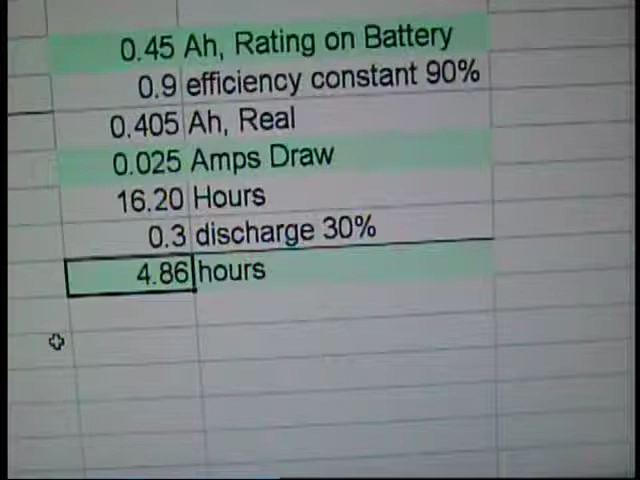 0.45 Ah, Rating on Battery
0.9 efficiency constant 90%
0.405 Ah, Real
0.025 Amps Draw
16.20 Hours
0.3 discharge 30%
4.86 hours